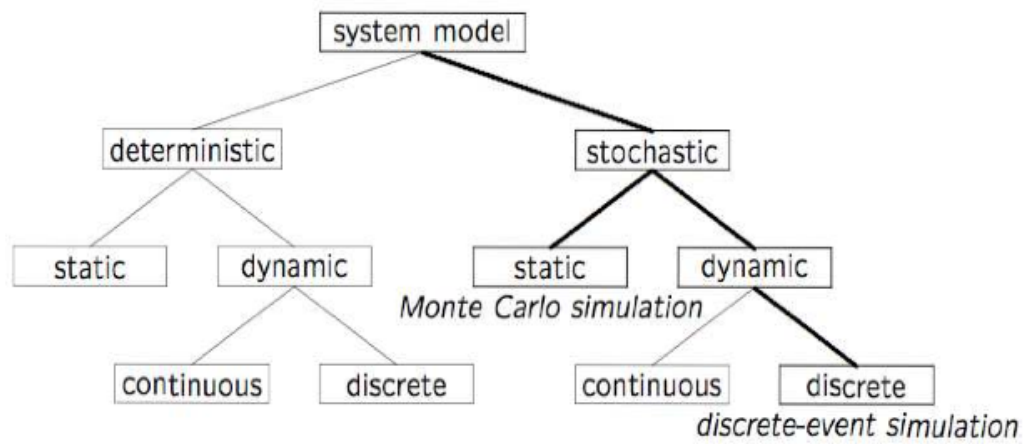 system model
deterministic
stochastic
static
dynamic
static
dynamic
Monte Carlo simulation
continuous
discrete
continuous
discrete
discrete-event simulation